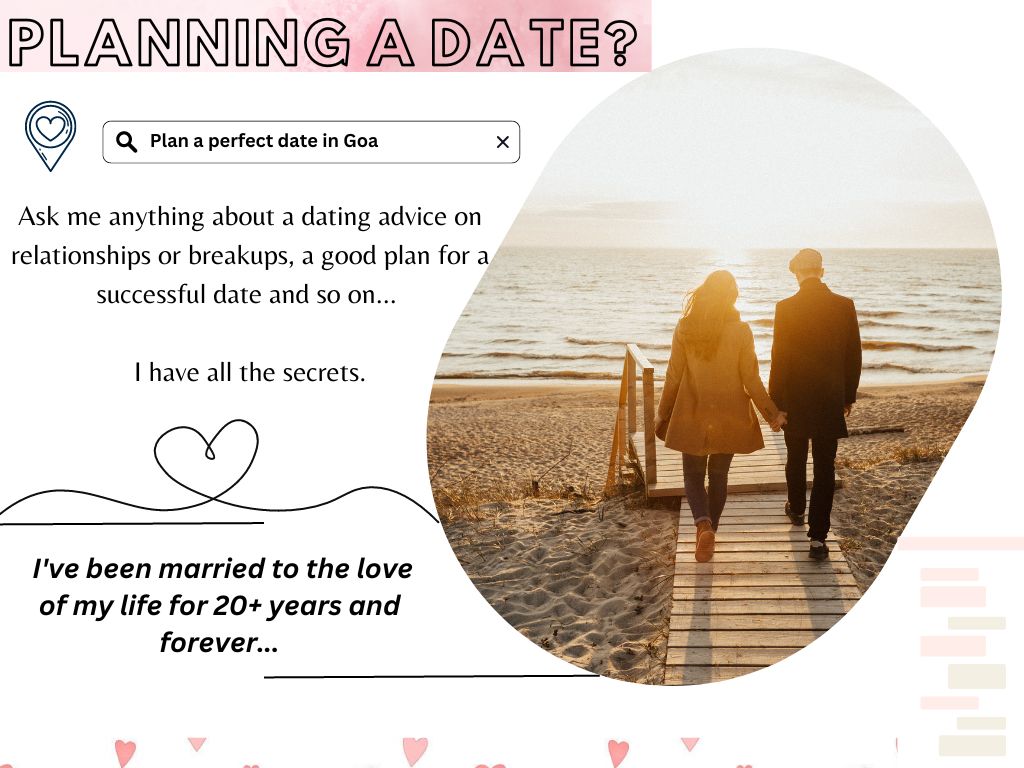 PLANNING A DATE?
Plan a perfect date in Goa
Ask me anything about a dating advice on
relationships or breakups, a good plan for a
successful date and so on...
I have all the secrets.
I've been married to the love
of my life for 20+ years and
forever...